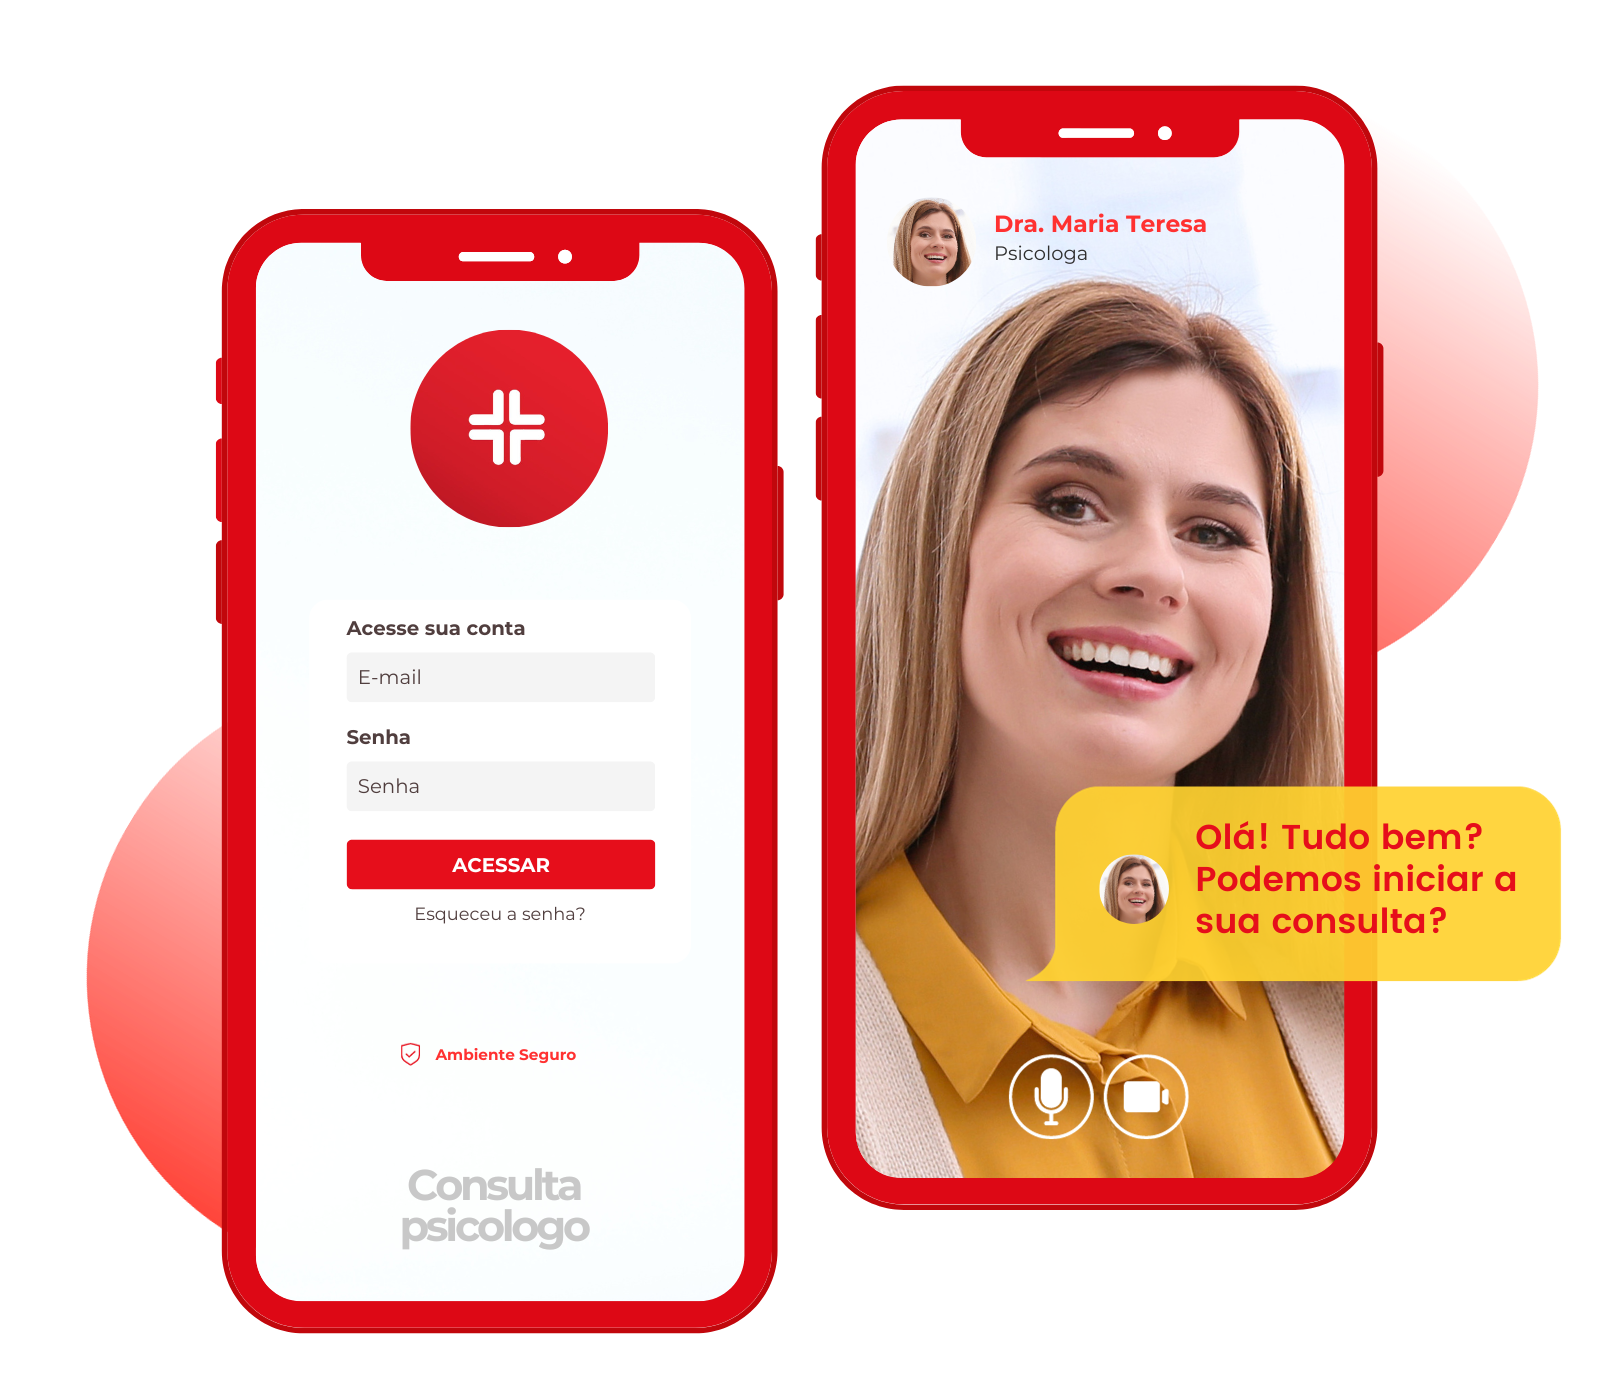 Acesse sua conta
E-mail
Senha
Senha
ACESSAR
Esqueceu a senha?
Ambiente Seguro
Consulta
psicologo
Dra. Maria Teresa
Psicologa
Olá! Tudo bem?
Podemos iniciar a
sua consulta?